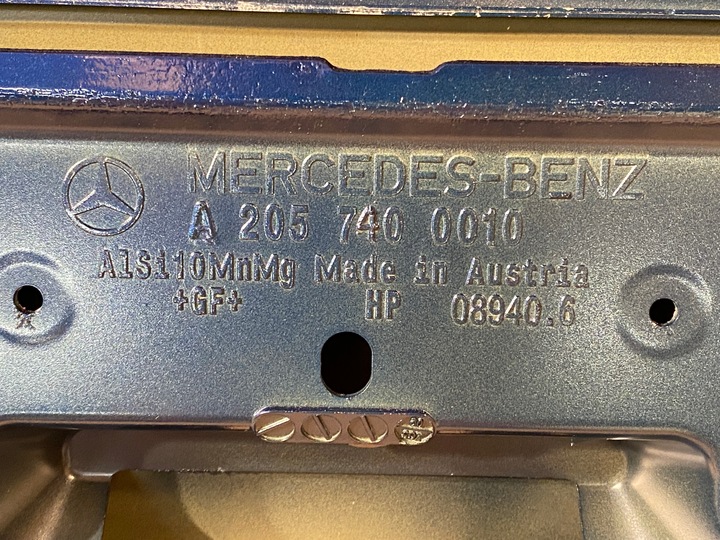 MERCEDES-BENZ
A 205 740 0010
AlSi10MnMg Made in Austria
+GF+ HP 08940.6